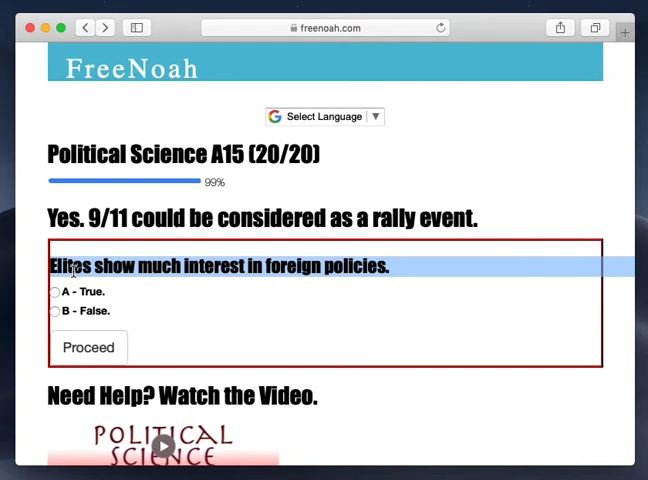 freenoah.com
FreeNoah
Select Language
Political Science A15 (20/20)
99%
Yes. 9/11 could be considered as a rally event.
Elites show much interest in foreign policies.
A - True.
B - False.
Proceed
Need Help? Watch the Video.
POLITICAL
SCIENCE